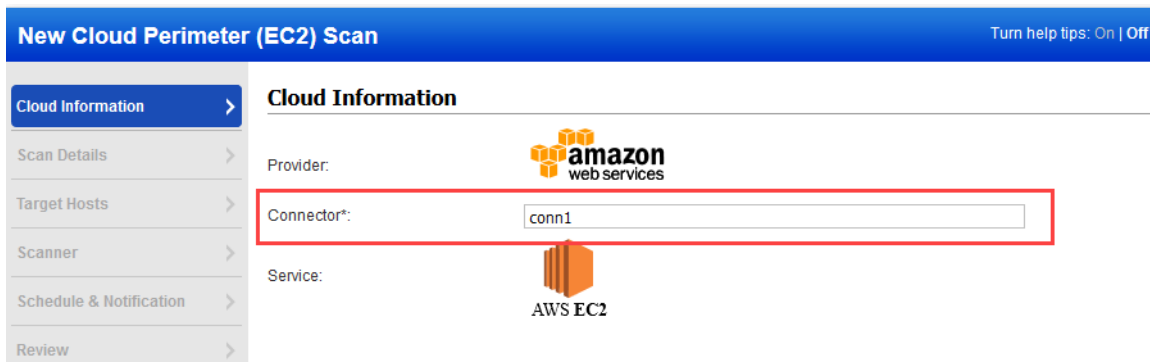 New Cloud Perimeter (EC2) Scan
Turn help tips: On | Off
Cloud Information
Scan Details
Target Hosts
Scanner
Schedule & Notification
Review
Cloud Information
Provider:
amazon
web services
Connector*:
conn1
Service:
AWS EC2